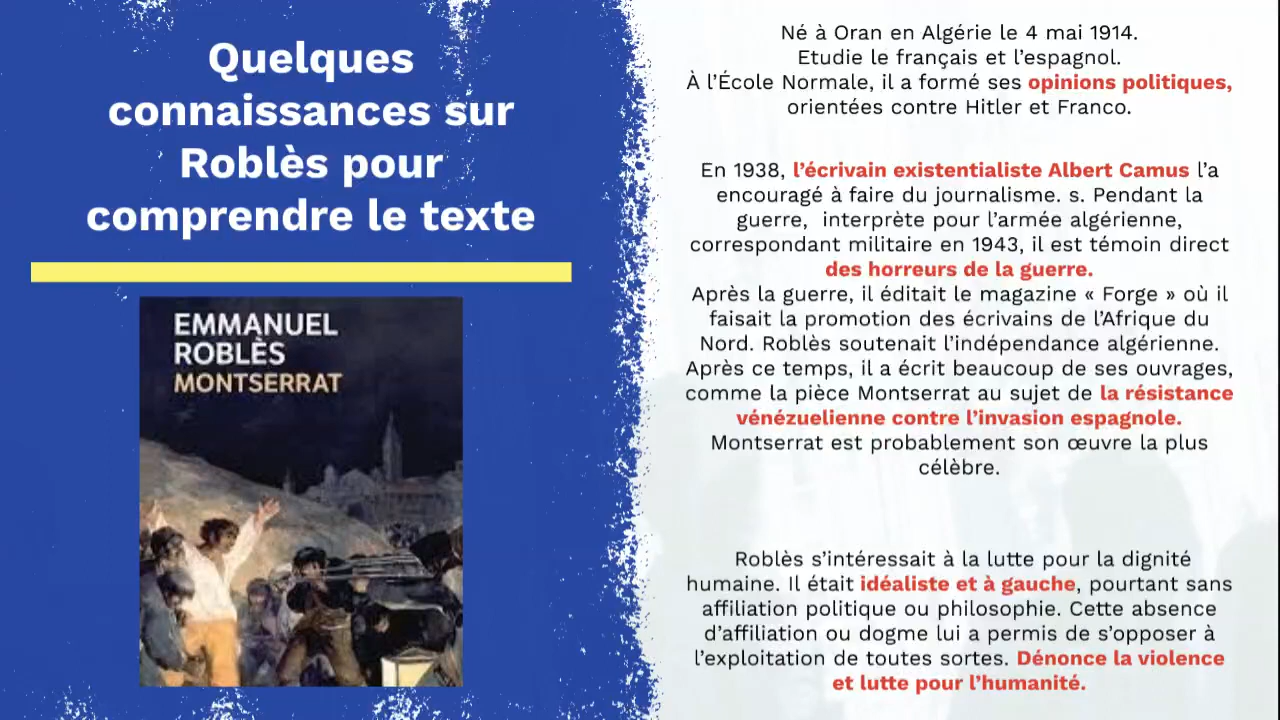 Quelques
connaissances sur
Roblès pour
comprendre le texte
EMMANUEL
ROBLÈS
MONTSERRAT
Né à Oran en Algérie le 4 mai 1914.
Etudie le français et l’espagnol.
À l’École Normale, il a formé ses opinions politiques,
orientées contre Hitler et Franco.
En 1938, l’écrivain existentialiste Albert Camus l’a
encouragé à faire du journalisme. s. Pendant la
guerre, interprète pour l’armée algérienne,
correspondant militaire en 1943, il est témoin direct
des horreurs de la guerre.
Après la guerre, il éditait le magazine « Forge » où il
faisait la promotion des écrivains de l’Afrique du
Nord. Roblès soutenait l’indépendance algérienne.
Après ce temps, il a écrit beaucoup de ses ouvrages,
comme la pièce Montserrat au sujet de la résistance
vénézuelienne contre l’invasion espagnole.
Montserrat est probablement son œuvre la plus
célèbre.
Roblès s’intéressait à la lutte pour la dignité
humaine. Il était idéaliste et à gauche, pourtant sans
affiliation politique ou philosophie. Cette absence
d’affiliation ou dogme lui a permis de s’opposer à
l’exploitation de toutes sortes. Dénonce la violence
et lutte pour l’humanité.